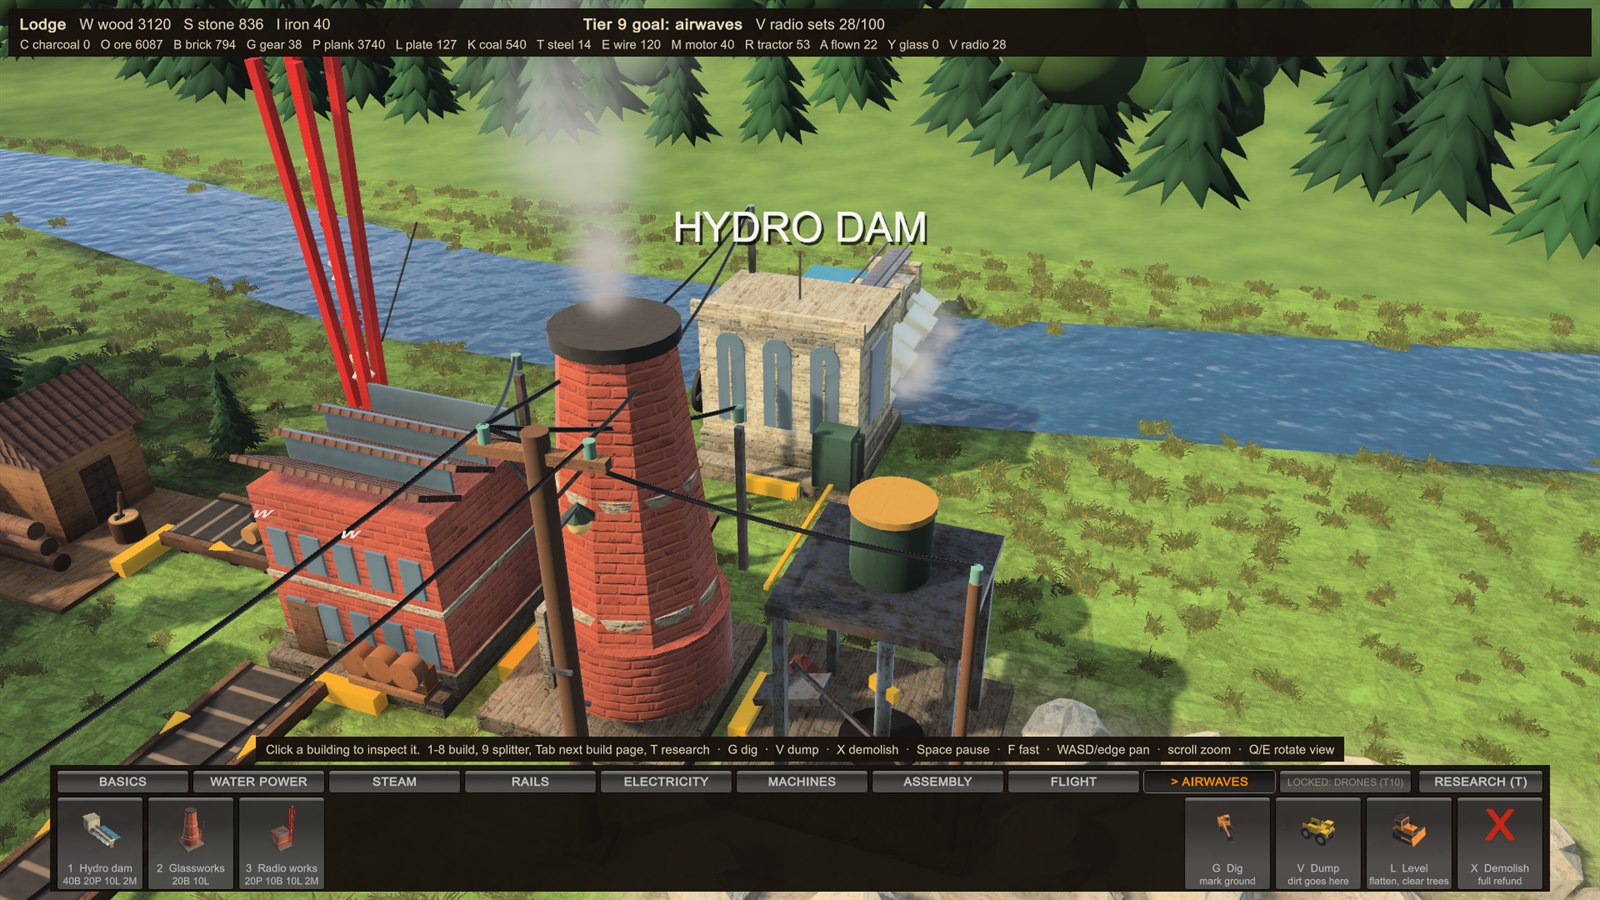 Lodge W wood 3120 S stone 836 I iron 40
Tier 9 goal: airwaves V radio sets 28/100
C charcoal 0 O ore 6087 B brick 794 G gear 38 P plank 3740 L plate 127 K coal 540 T steel 14 E wire 120 M motor 40 R tractor 53 A flown 22 Y glass 0 V radio 28
HYDRO DAM
w
w
Click a building to inspect it. 1-8 build, 9 splitter, Tab next build page, T research · G dig · V dump · X demolish · Space pause · F fast · WASD/edge pan · scroll zoom · Q/E rotate view
BASICS WATER POWER STEAM RAILS ELECTRICITY MACHINES ASSEMBLY FLIGHT > AIRWAVES LOCKED: DRONES (T10) RESEARCH (T)
1 Hydro dam
40B 20P 10L 2M
2 Glassworks
20B 10L
3 Radio works
20P 10B 10L 2M
G Dig
mark ground
V Dump
dirt goes here
L Level
flatten, clear trees
X Demolish
full refund